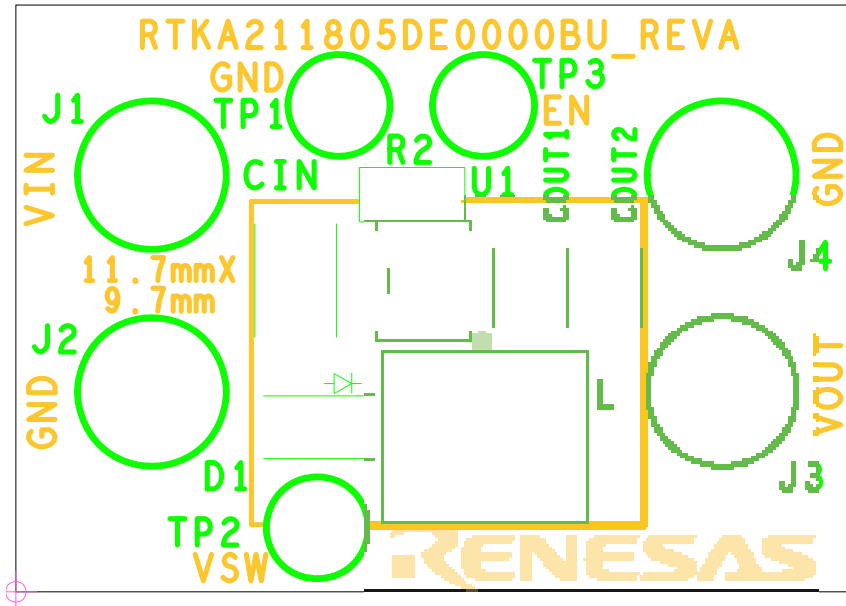 RTKA211805DE0000BU_REVA
GND
TP1
TP3
EN
J1
VIN
CIN
R2
U1
COUT1
COUT2
GND
J4
11.7mmX
9.7mm
J2
GND
L
VOUT
J3
D1
TP2
VSW
RENESAS